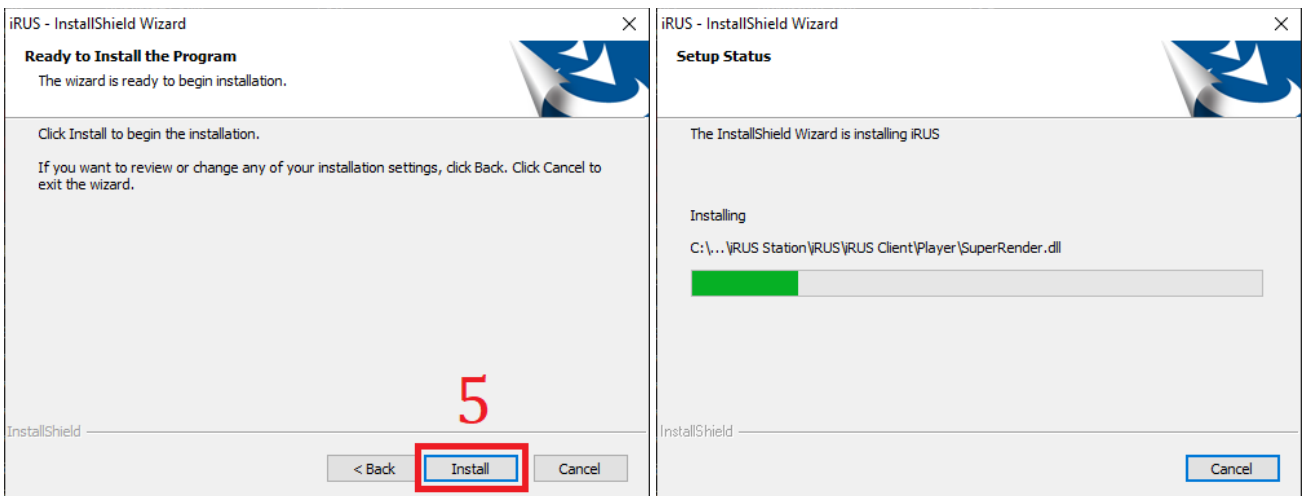 iRUS - InstallShield Wizard
Ready to Install the Program
The wizard is ready to begin installation.
Click Install to begin the installation.
If you want to review or change any of your installation settings, click Back. Click Cancel to
exit the wizard.
5
InstallShield
< Back
Install
Cancel
iRUS - InstallShield Wizard
Setup Status
The InstallShield Wizard is installing iRUS
Installing
C:\...\iRUS Station\iRUS\iRUS Client\Player\SuperRender.dll
InstallShield
Cancel